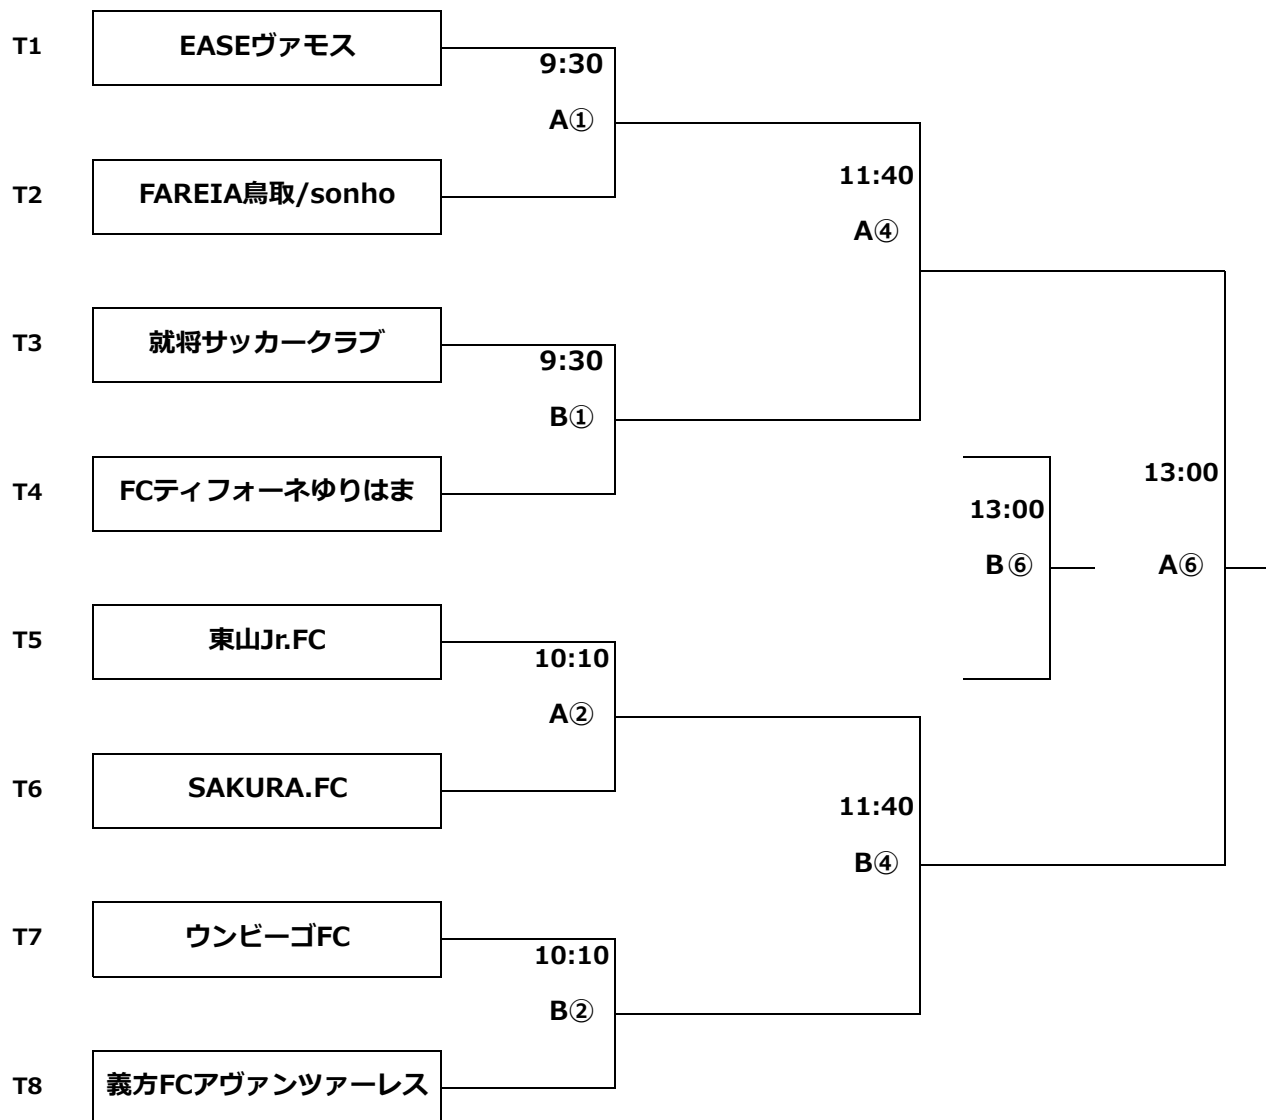 T1
EASEヴァモス
9:30
A①
T2
FAREIA鳥取/sonho
11:40
A④
T3
就将サッカークラブ
9:30
B①
T4
FCティフォーネゆりはま
13:00
B⑥
13:00
A⑥
T5
東山Jr.FC
10:10
A②
T6
SAKURA.FC
11:40
B④
T7
ウンビーゴFC
10:10
B②
T8
義方FCアヴァンツァーレス